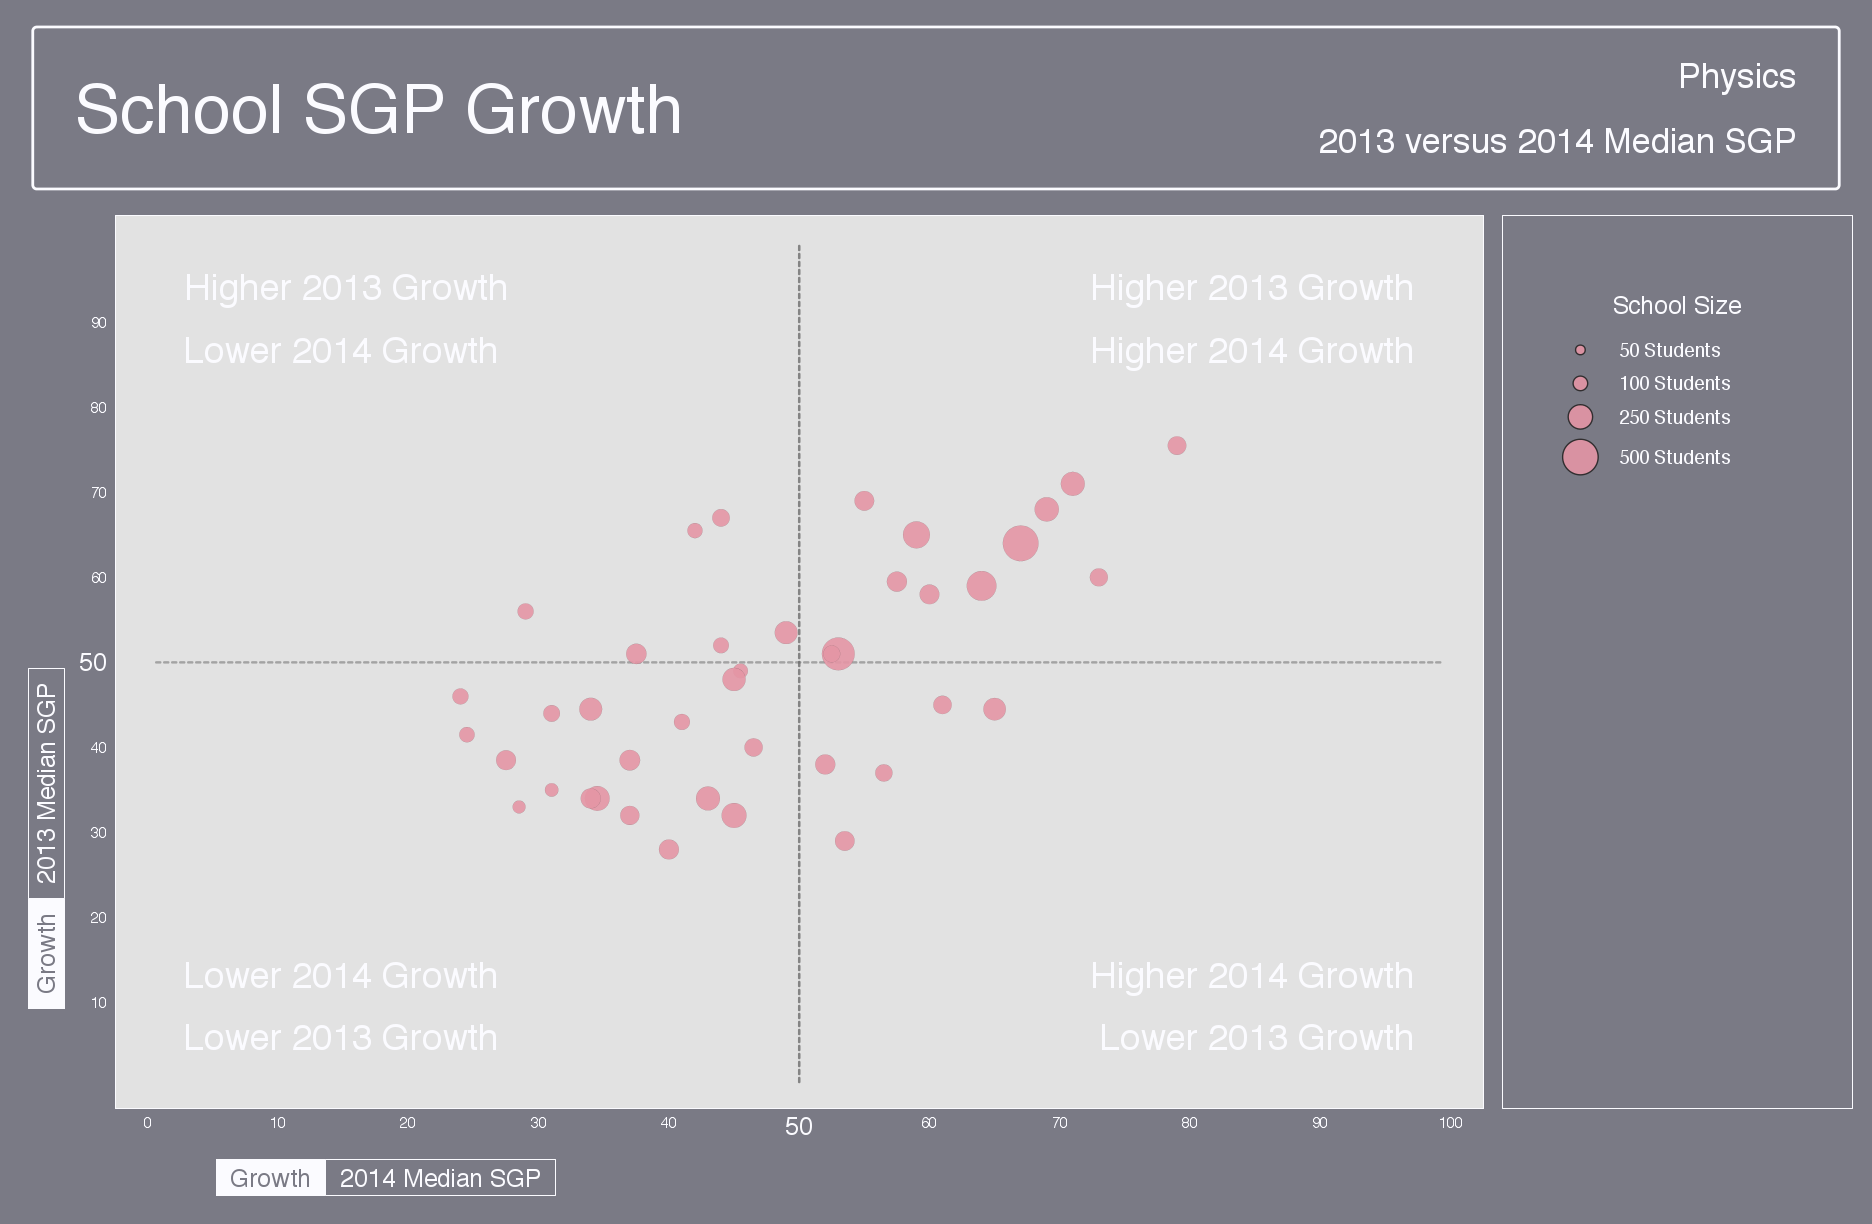 School SGP Growth
Physics
2013 versus 2014 Median SGP
Higher 2013 Growth
Lower 2014 Growth
Higher 2013 Growth
Higher 2014 Growth
Lower 2014 Growth
Lower 2013 Growth
Higher 2014 Growth
Lower 2013 Growth
90
80
70
60
50
40
30
20
10
Growth 2013 Median SGP
0 10 20 30 40 50 60 70 80 90 100
Growth 2014 Median SGP
School Size
50 Students
100 Students
250 Students
500 Students